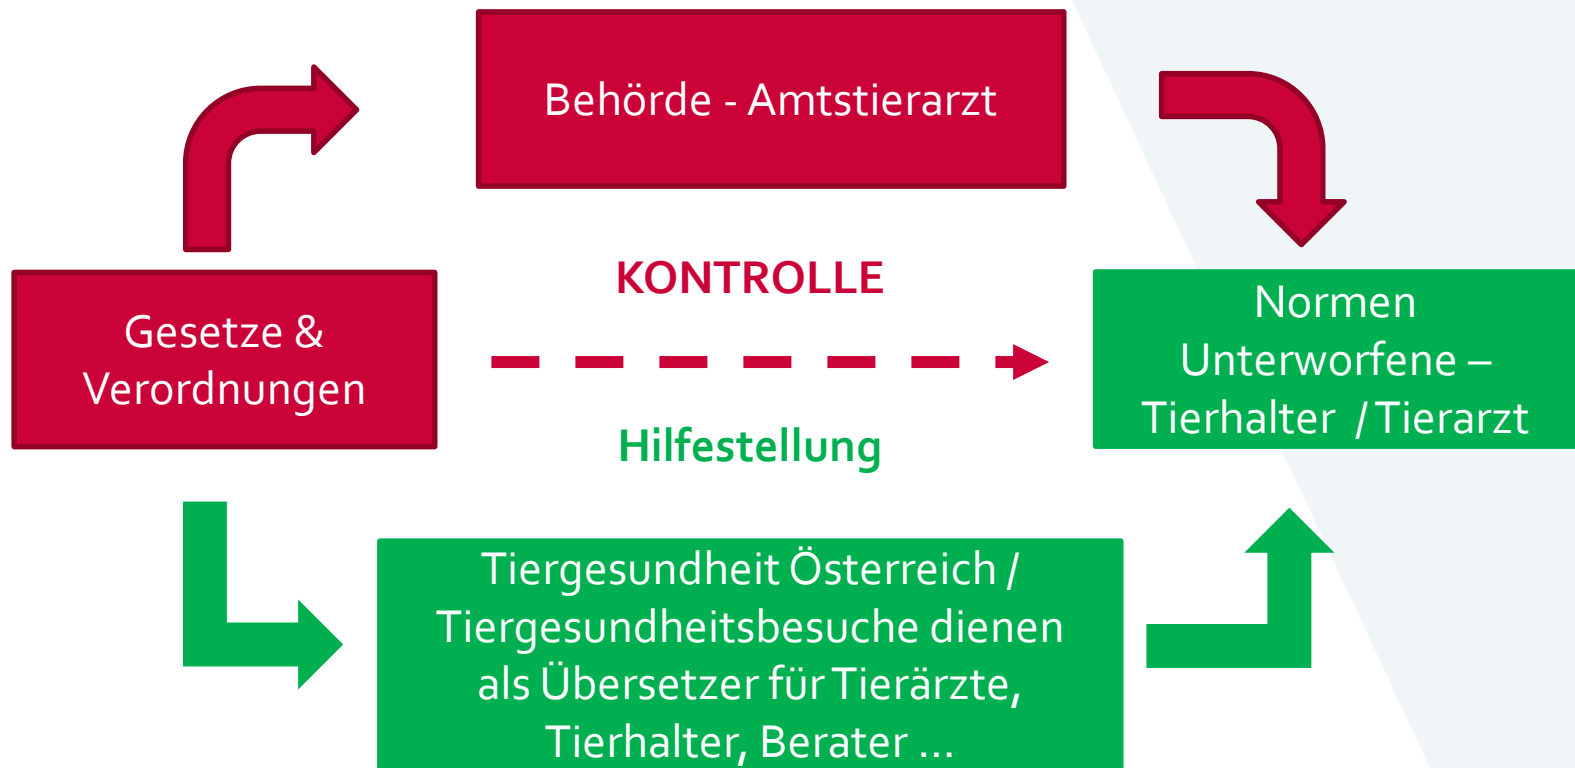 Behörde - Amtstierarzt
KONTROLLE
Gesetze &
Verordnungen
Normen
Unterworfene –
Tierhalter / Tierarzt
Hilfestellung
Tiergesundheit Österreich /
Tiergesundheitsbesuche dienen
als Übersetzer für Tierärzte,
Tierhalter, Berater ...